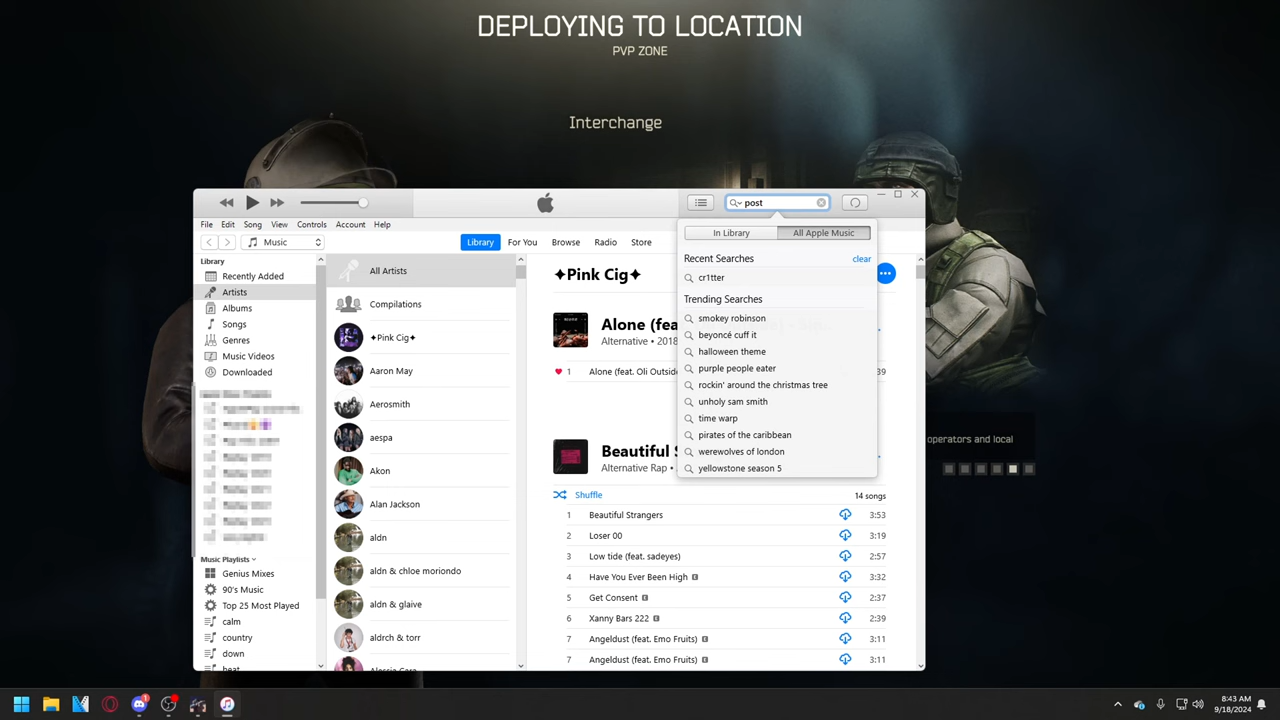 DEPLOYING TO LOCATION
PVP ZONE
Interchange
post
File Edit Song View Controls Account Help
Music
Library For You Browse Radio Store
In Library All Apple Music
Recent Searches clear
cr1tter
Trending Searches
smokey robinson
beyoncé cuff it
halloween theme
purple people eater
rockin' around the christmas tree
unholy sam smith
time warp
pirates of the caribbean
werewolves of london
yellowstone season 5
Library
Recently Added
Artists
Albums
Songs
Genres
Music Videos
Downloaded
Music Playlists
Genius Mixes
90's Music
Top 25 Most Played
calm
country
down
All Artists
Compilations
✦Pink Cig✦
Aaron May
Aerosmith
aespa
Akon
Alan Jackson
aldn
aldn & chloe moriondo
aldn & glaive
aldrch & torr
✦Pink Cig✦
Alone (fea
Alternative • 2018
1 Alone (feat. Oli Outside
39
Beautiful S
Alternative Rap •
Shuffle 14 songs
1 Beautiful Strangers 3:53
2 Loser 00 3:19
3 Low tide (feat. sadeyes) 2:57
4 Have You Ever Been High E 3:32
5 Get Consent E 2:37
6 Xanny Bars 222 E 2:39
7 Angeldust (feat. Emo Fruits) E 3:11
7 Angeldust (feat. Emo Fruits) E 3:11
operators and local
1
8:43 AM
9/18/2024